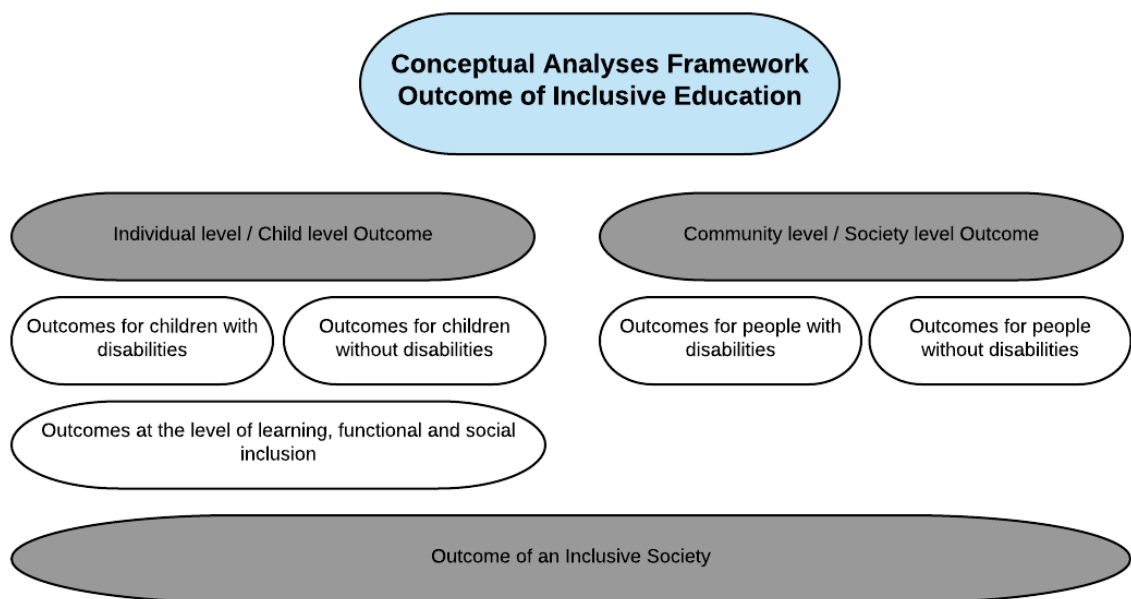 Conceptual Analyses Framework
Outcome of Inclusive Education
Individual level / Child level Outcome
Community level / Society level Outcome
Outcomes for children with
disabilities
Outcomes for children
without disabilities
Outcomes for people with
disabilities
Outcomes for people
without disabilities
Outcomes at the level of learning, functional and social
inclusion
Outcome of an Inclusive Society